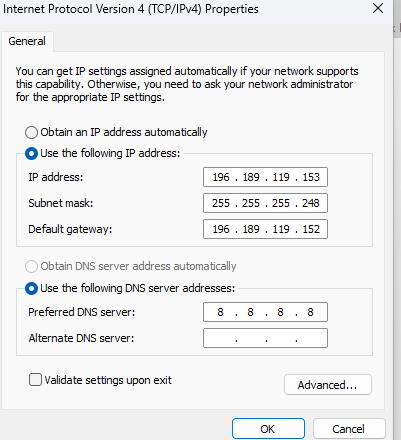 Internet Protocol Version 4 (TCP/IPv4) Properties
General
You can get IP settings assigned automatically if your network supports
this capability. Otherwise, you need to ask your network administrator
for the appropriate IP settings.
Obtain an IP address automatically
Use the following IP address:
IP address: 196 . 189 . 119 . 153
Subnet mask: 255 . 255 . 255 . 248
Default gateway: 196 . 189 . 119 . 152
Obtain DNS server address automatically
Use the following DNS server addresses:
Preferred DNS server: 8 . 8 . 8 . 8
Alternate DNS server: . . .
Validate settings upon exit
Advanced...
OK Cancel